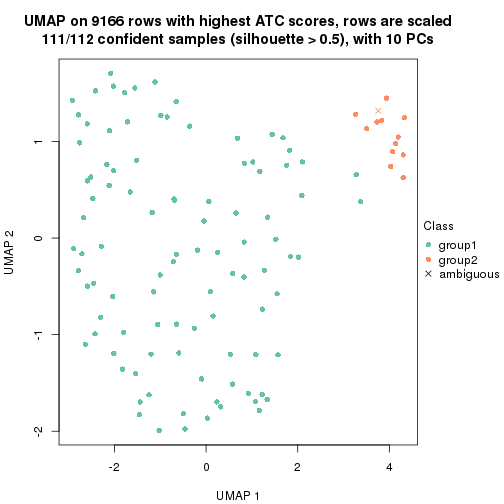 UMAP on 9166 rows with highest ATC scores, rows are scaled
111/112 confident samples (silhouette > 0.5), with 10 PCs
1
0
-1
-2
UMAP 2
-2
0
2
4
UMAP 1
Class
group1
group2
ambiguous